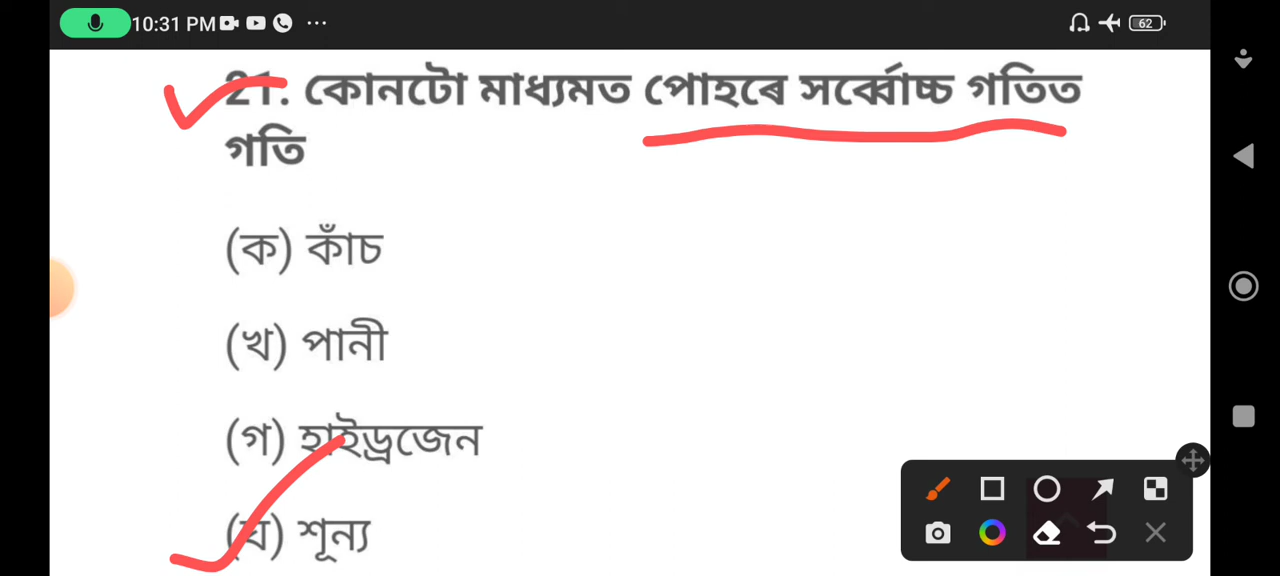 10:31 PM
62
21. কোনটো মাধ্যমত পোহৰে সৰ্ব্বোচ্চ গতিত
গতি
(ক) কাঁচ
(খ) পানী
(গ) হাইড্ৰজেন
(ঘ) শূন্য